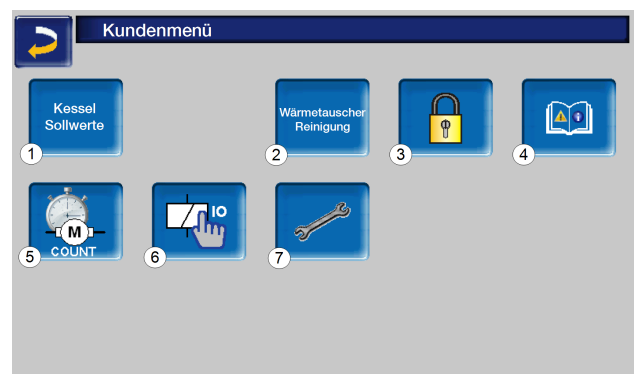 Kundenmenü
Kessel
Sollwerte
1
Wärmetauscher
Reinigung
2
3
4
M
COUNT
5
IO
6
7